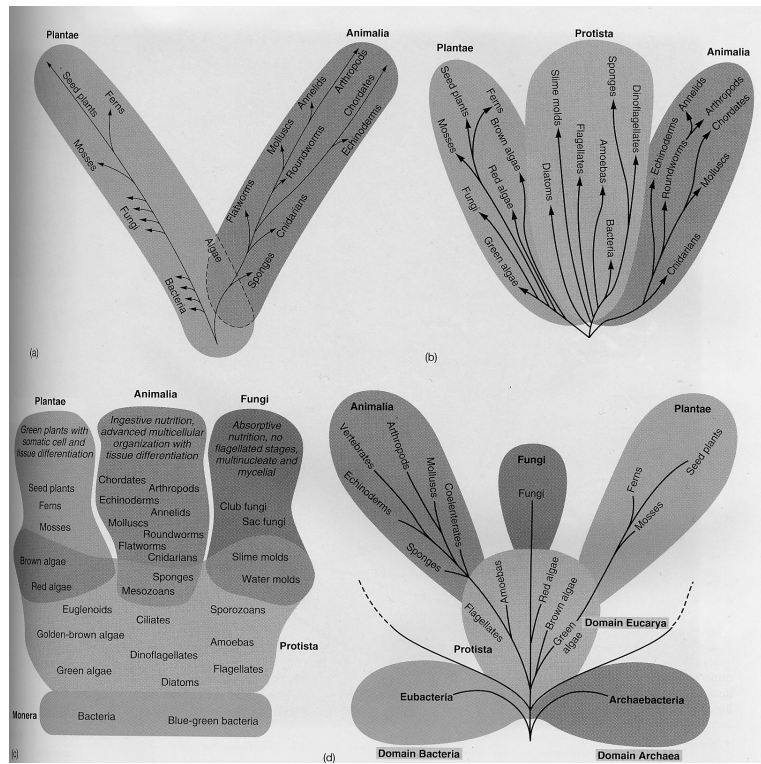 Plantae
Animalia
Seed plants
Ferns
Mosses
Fungi
Bacteria
Algae
Arthropods
Chordates
Annelids
Echinoderms
Molluscs
Roundworms
Flatworms
Cnidarians
Sponges
(a)
Protista
Plantae
Animalia
Seed plants
Ferns
Mosses
Brown algae
Red algae
Fungi
Green algae
Slime molds
Sponges
Dinoflagellates
Flagellates
Amoebas
Diatoms
Bacteria
Annelids
Arthropods
Chordates
Echinoderms
Roundworms
Molluscs
Cnidarians
(b)
Plantae
Animalia
Fungi
Green plants with
somatic cell and
tissue differentiation
Ingestive nutrition,
advanced multicellular
organization with
tissue differentiation
Absorptive
nutrition, no
flagellated stages,
multinucleate and
mycelial
Seed plants
Ferns
Mosses
Brown algae
Red algae
Chordates
Arthropods
Echinoderms
Annelids
Molluscs
Roundworms
Flatworms
Cnidarians
Sponges
Mesozoans
Club fungi
Sac fungi
Slime molds
Water molds
Euglenoids
Sporozoans
Ciliates
Golden-brown algae
Amoebas
Protista
Dinoflagellates
Green algae
Flagellates
Diatoms
Monera
Bacteria
Blue-green bacteria
(c)
Animalia
Plantae
Fungi
Vertebrates
Arthropods
Molluscs
Coelenterates
Echinoderms
Sponges
Fungi
Ferns
Seed plants
Mosses
Amoebas
Flagellates
Red algae
Brown algae
Green
algae
Protista
Domain Eucarya
Eubacteria
Archaebacteria
Domain Bacteria
Domain Archaea
(d)